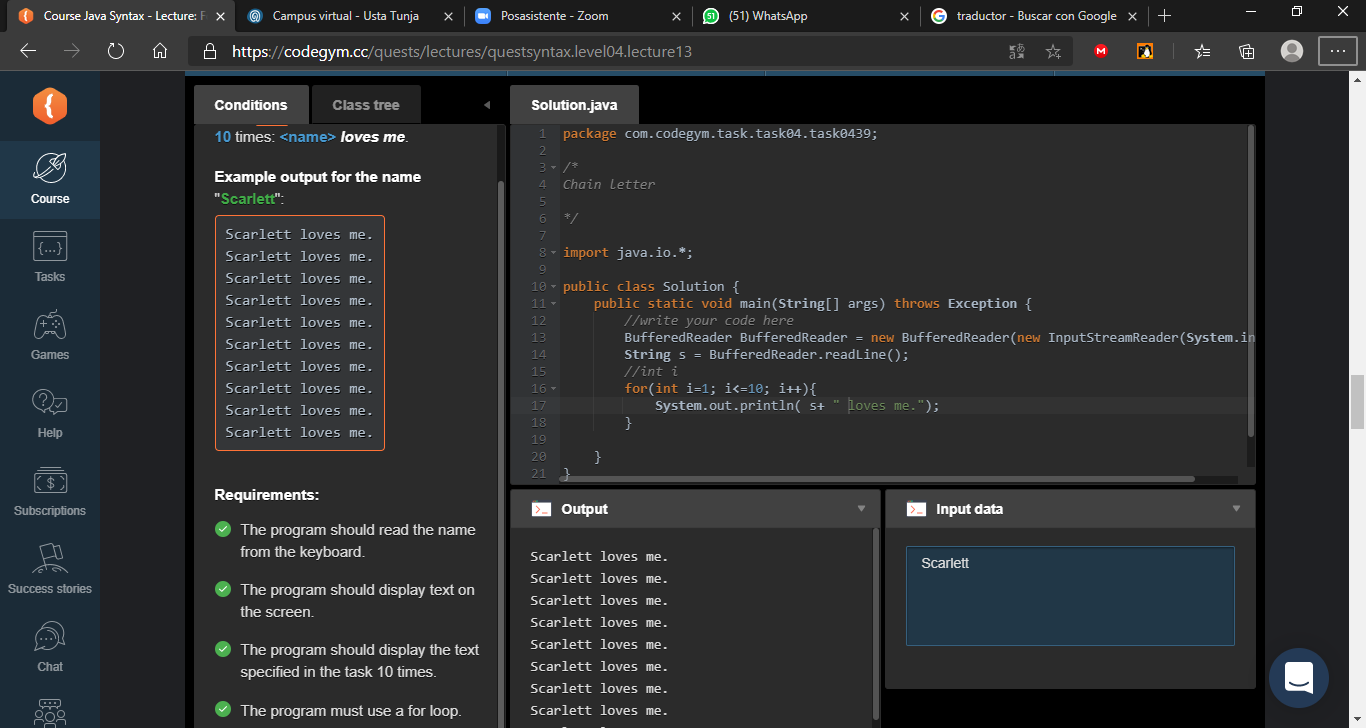 Course Java Syntax - Lecture: F
Campus virtual - Usta Tunja
Posasistente - Zoom
(51) WhatsApp
traductor - Buscar con Google
https://codegym.cc/quests/lectures/questsyntax.level04.lecture13
Course
Tasks
Games
Help
Subscriptions
Success stories
Chat
Conditions
Class tree
10 times: <name> loves me.
Example output for the name
"Scarlett":
Scarlett loves me.
Scarlett loves me.
Scarlett loves me.
Scarlett loves me.
Scarlett loves me.
Scarlett loves me.
Scarlett loves me.
Scarlett loves me.
Scarlett loves me.
Scarlett loves me.
Requirements:
The program should read the name
from the keyboard.
The program should display text on
the screen.
The program should display the text
specified in the task 10 times.
The program must use a for loop.
Solution.java
1 package com.codegym.task.task04.task0439;
2
3 /*
4 Chain letter
5
6 */
7
8 import java.io.*;
9
10 public class Solution {
11 public static void main(String[] args) throws Exception {
12 //write your code here
13 BufferedReader BufferedReader = new BufferedReader(new InputStreamReader(System.in
14 String s = BufferedReader.readLine();
15 //int i
16 for(int i=1; i<=10; i++){
17 System.out.println( s+ " loves me.");
18 }
19
20 }
21 }
Output
Scarlett loves me.
Scarlett loves me.
Scarlett loves me.
Scarlett loves me.
Scarlett loves me.
Scarlett loves me.
Scarlett loves me.
Scarlett loves me.
Input data
Scarlett